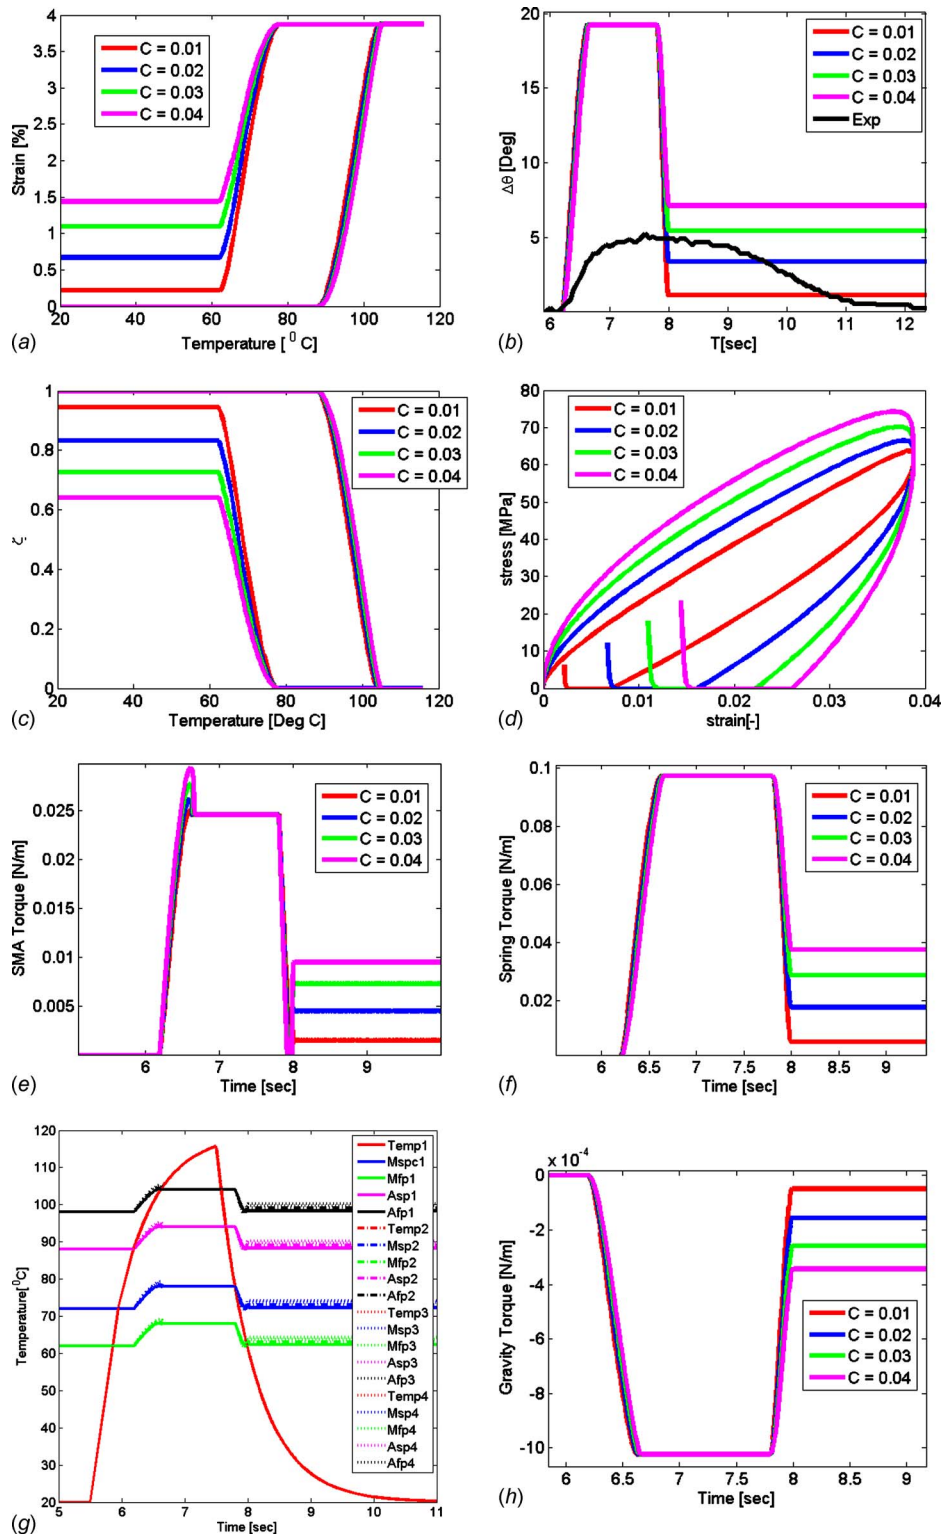 4
3.5
3
2.5
2
1.5
1
0.5
0
Strain [%]
C = 0.01
C = 0.02
C = 0.03
C = 0.04
20 40 60 80 100 120
Temperature [ ⁰ C]
(a)
20
15
10
5
0
Δθ [Deg]
C = 0.01
C = 0.02
C = 0.03
C = 0.04
Exp
6 7 8 9 10 11 12
T[sec]
(b)
1
0.8
0.6
0.4
0.2
0
ζ
C = 0.01
C = 0.02
C = 0.03
C = 0.04
20 40 60 80 100 120
Temperature [Deg C]
(c)
80
70
60
50
40
30
20
10
0
stress [MPa]
C = 0.01
C = 0.02
C = 0.03
C = 0.04
0 0.01 0.02 0.03 0.04
strain[-]
(d)
0.025
0.02
0.015
0.01
0.005
SMA Torque [N/m]
C = 0.01
C = 0.02
C = 0.03
C = 0.04
6 7 8 9
Time [sec]
(e)
0.1
0.08
0.06
0.04
0.02
Spring Torque [N/m]
C = 0.01
C = 0.02
C = 0.03
C = 0.04
6 6.5 7 7.5 8 8.5 9
Time [sec]
(f)
120
110
100
90
80
70
60
50
40
30
20
Temperature[⁰C]
Temp1
Mspc1
Mfp1
Asp1
Afp1
Temp2
Msp2
Mfp2
Asp2
Afp2
Temp3
Msp3
Mfp3
Asp3
Afp3
Temp4
Msp4
Mfp4
Asp4
Afp4
5 6 7 8 9 10 11
Time [sec]
(g)
x 10⁻⁴
0
-2
-4
-6
-8
-10
Gravity Torque [N/m]
C = 0.01
C = 0.02
C = 0.03
C = 0.04
6 6.5 7 7.5 8 8.5 9
Time [sec]
(h)